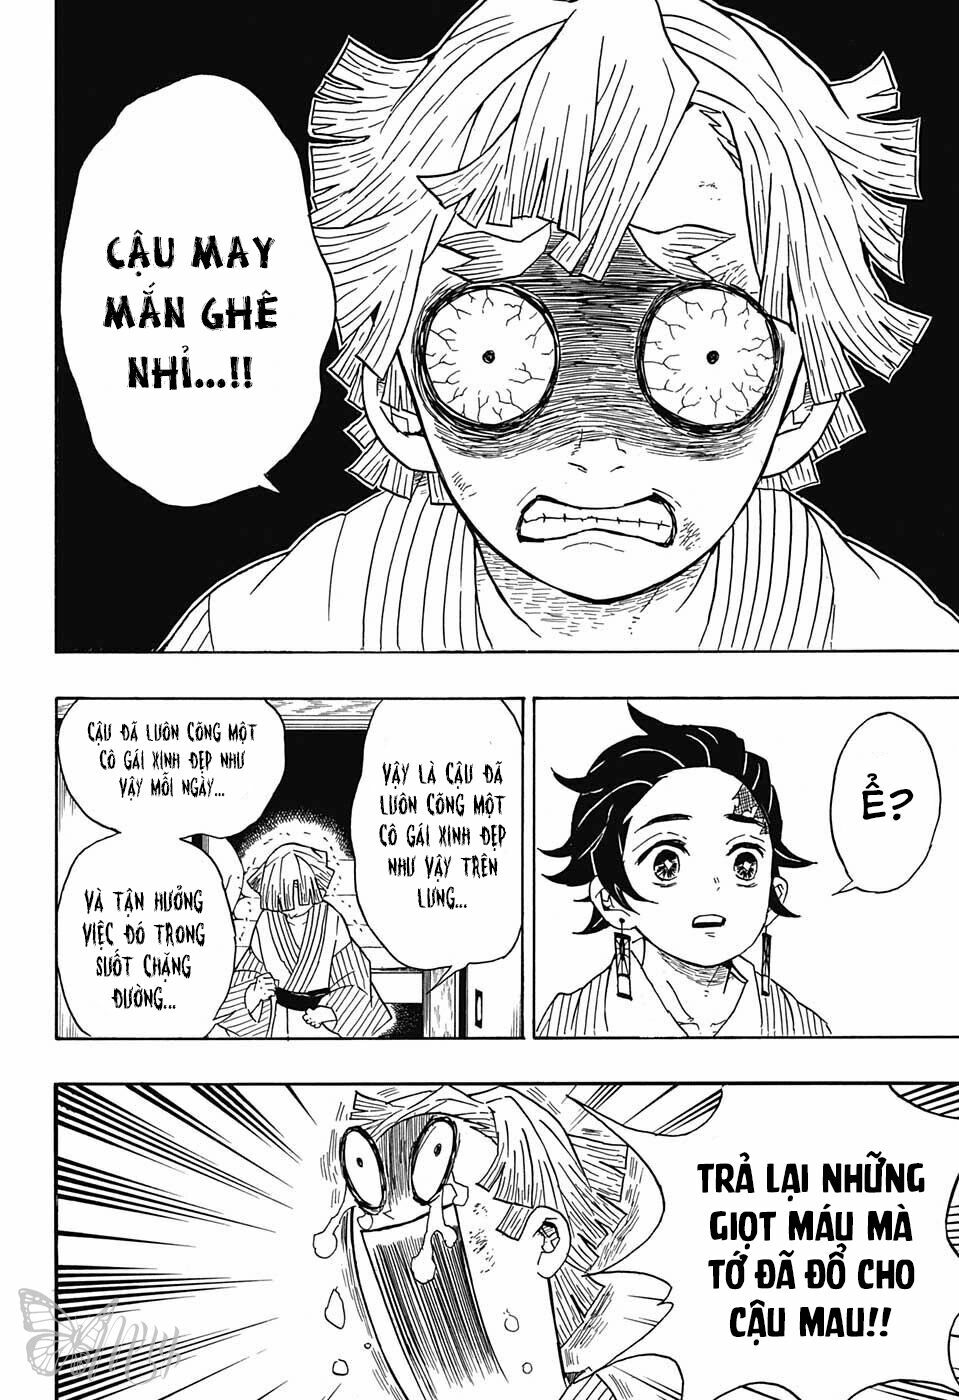 CẬU MAY
MẮN GHÊ
NHỈ...!!
Ể?
VẬY LÀ CẬU ĐÃ
LUÔN CÕNG MỘT
CÔ GÁI XINH ĐẸP
NHƯ VẬY TRÊN
LƯNG...
CẬU ĐÃ LUÔN CÕNG MỘT
CÔ GÁI XINH ĐẸP NHƯ
VẬY MỖI NGÀY...
VÀ TẬN HƯỞNG
VIỆC ĐÓ TRONG
SUỐT CHẶNG
ĐƯỜNG...
TRẢ LẠI NHỮNG
GIỌT MÁU MÀ
TỚ ĐÃ ĐỔ CHO
CẬU MAU!!